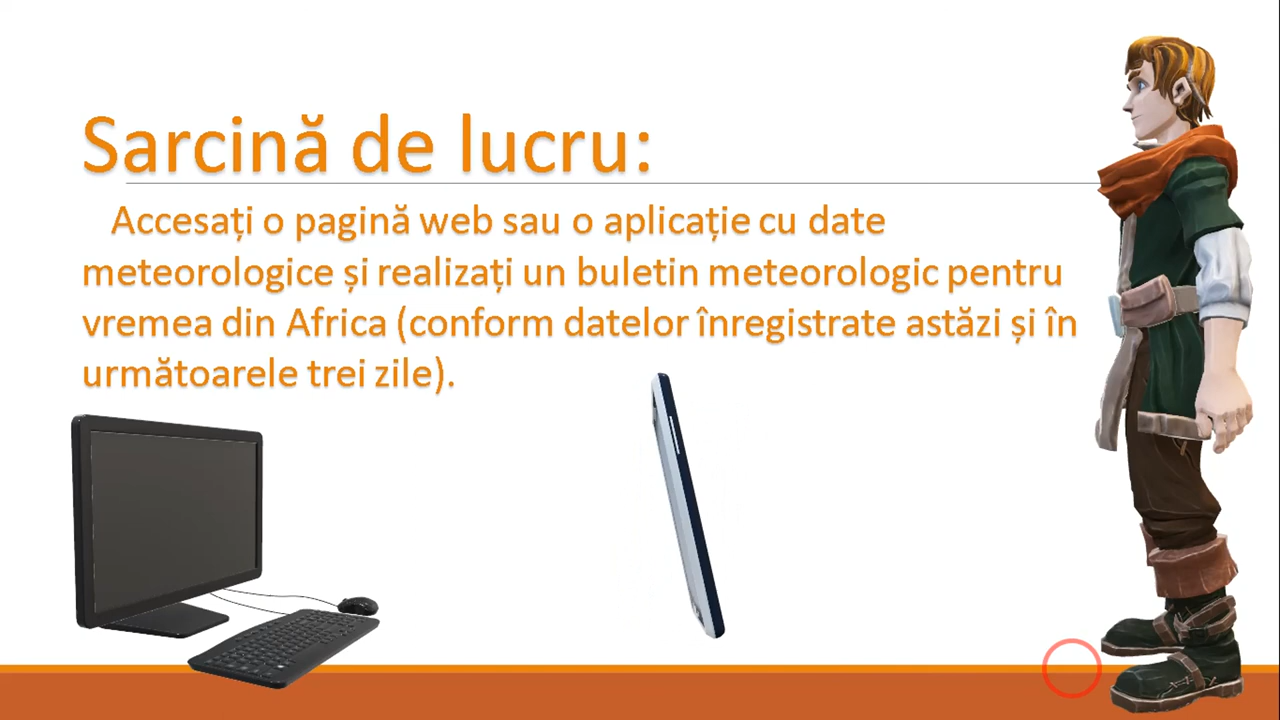 Sarcină de lucru:
Accesați o pagină web sau o aplicație cu date
meteorologice și realizați un buletin meteorologic pentru
vremea din Africa (conform datelor înregistrate astăzi și în
următoarele trei zile).